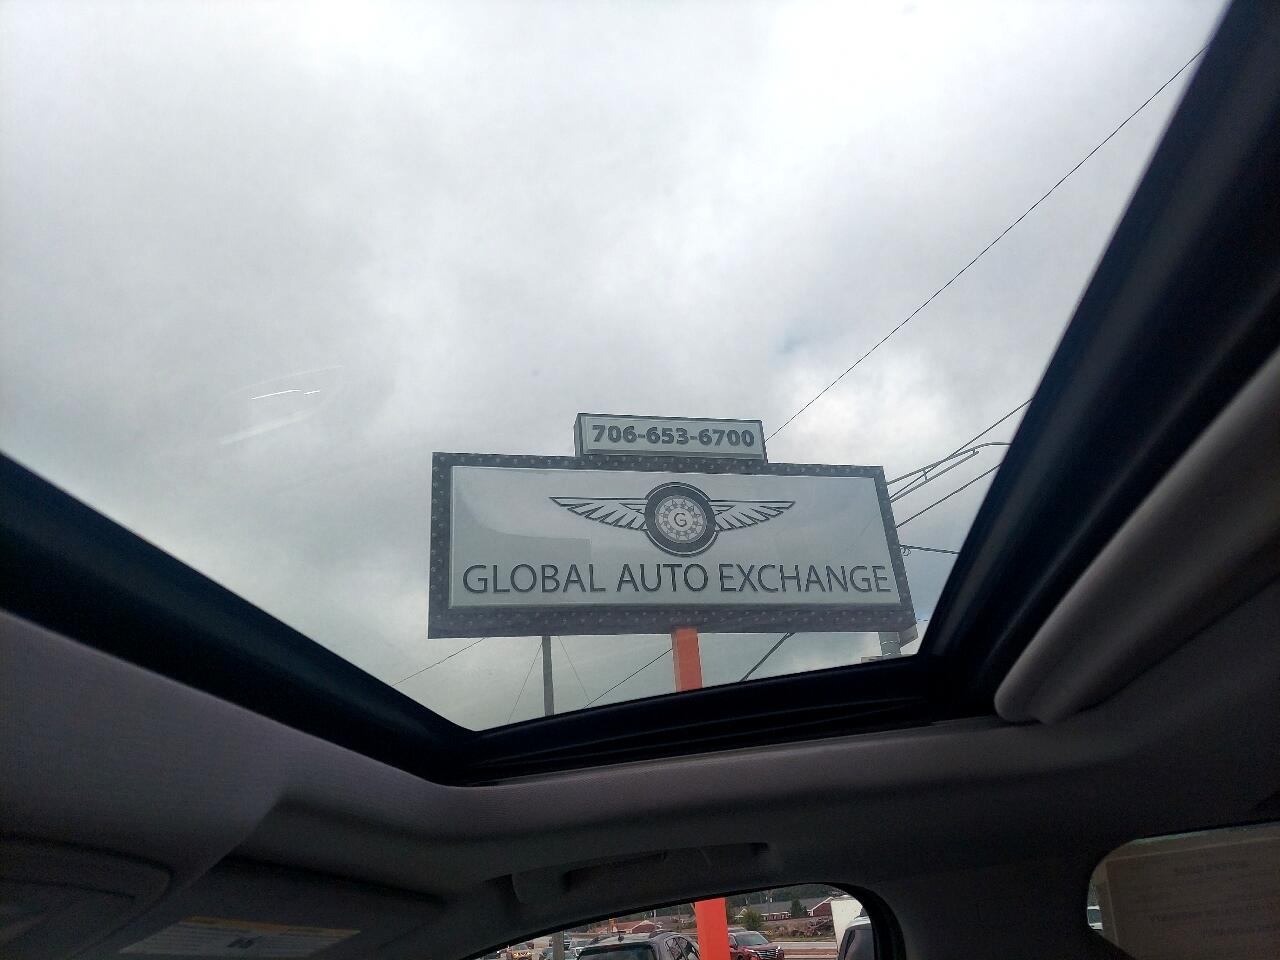 706-653-6700
G
GLOBAL AUTO EXCHANGE